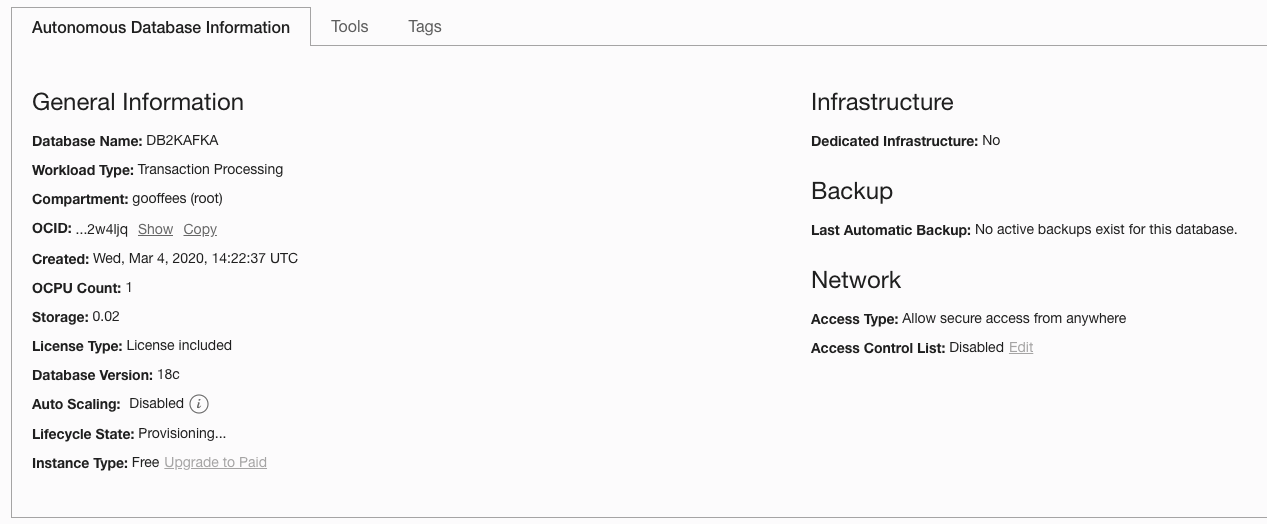 Autonomous Database Information
Tools
Tags
General Information
Database Name: DB2KAFKA
Workload Type: Transaction Processing
Compartment: gooffees (root)
OCID: ...2w4ljq Show Copy
Created: Wed, Mar 4, 2020, 14:22:37 UTC
OCPU Count: 1
Storage: 0.02
License Type: License included
Database Version: 18c
Auto Scaling: Disabled i
Lifecycle State: Provisioning...
Instance Type: Free Upgrade to Paid
Infrastructure
Dedicated Infrastructure: No
Backup
Last Automatic Backup: No active backups exist for this database.
Network
Access Type: Allow secure access from anywhere
Access Control List: Disabled Edit